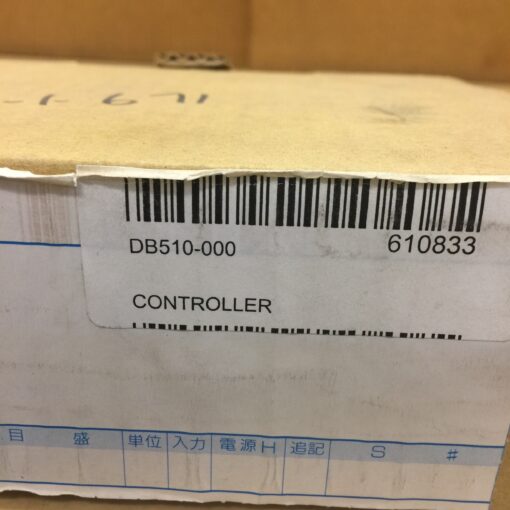 DB510-000 610833
CONTROLLER
目 盛 単位 入力 電源H 追記 S #